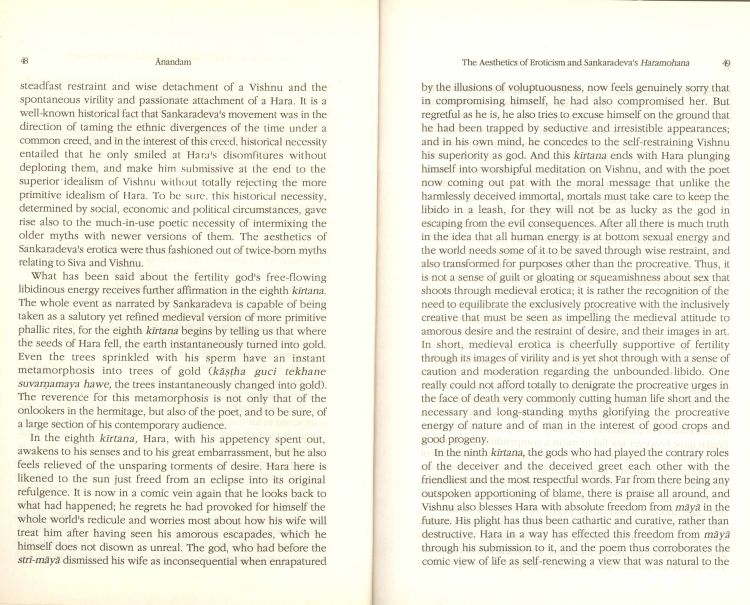 48
Ānandam
steadfast restraint and wise detachment of a Vishnu and the
spontaneous virility and passionate attachment of a Hara. It is a
well-known historical fact that Sankaradeva's movement was in the
direction of taming the ethnic divergences of the time under a
common creed, and in the interest of this creed, historical necessity
entailed that he only smiled at Hara's disomfitures without
deploring them, and make him submissive at the end to the
superior idealism of Vishnu without totally rejecting the more
primitive idealism of Hara. To be sure, this historical necessity,
determined by social, economic and political circumstances, gave
rise also to the much-in-use poetic necessity of intermixing the
older myths with newer versions of them. The aesthetics of
Sankaradeva's erotica were thus fashioned out of twice-born myths
relating to Siva and Vishnu.
What has been said about the fertility god's free-flowing
libidinous energy receives further affirmation in the eighth kīrtana.
The whole event as narrated by Sankaradeva is capable of being
taken as a salutory yet refined medieval version of more primitive
phallic rites, for the eighth kīrtana begins by telling us that where
the seeds of Hara fell, the earth instantaneously turned into gold.
Even the trees sprinkled with his sperm have an instant
metamorphosis into trees of gold (kāṣṭha guci tekhane
suvarṇamaya hawe, the trees instantaneously changed into gold).
The reverence for this metamorphosis is not only that of the
onlookers in the hermitage, but also of the poet, and to be sure, of
a large section of his contemporary audience.
In the eighth kīrtana, Hara, with his appetency spent out,
awakens to his senses and to his great embarrassment, but he also
feels relieved of the unsparing torments of desire. Hara here is
likened to the sun just freed from an eclipse into its original
refulgence. It is now in a comic vein again that he looks back to
what had happened; he regrets he had provoked for himself the
whole world's redicule and worries most about how his wife will
treat him after having seen his amorous escapades, which he
himself does not disown as unreal. The god, who had before the
stri-māyā dismissed his wife as inconsequential when enrapatured
The Aesthetics of Eroticism and Sankaradeva's Haramohana
49
by the illusions of voluptuousness, now feels genuinely sorry that
in compromising himself, he had also compromised her. But
regretful as he is, he also tries to excuse himself on the ground that
he had been trapped by seductive and irresistible appearances;
and in his own mind, he concedes to the self-restraining Vishnu
his superiority as god. And this kīrtana ends with Hara plunging
himself into worshipful meditation on Vishnu, and with the poet
now coming out pat with the moral message that unlike the
harmlessly deceived immortal, mortals must take care to keep the
libido in a leash, for they will not be as lucky as the god in
escaping from the evil consequences. After all there is much truth
in the idea that all human energy is at bottom sexual energy and
the world needs some of it to be saved through wise restraint, and
also transformed for purposes other than the procreative. Thus, it
is not a sense of guilt or gloating or squeamishness about sex that
shoots through medieval erotica; it is rather the recognition of the
need to equilibrate the exclusively procreative with the inclusively
creative that must be seen as impelling the medieval attitude to
amorous desire and the restraint of desire, and their images in art.
In short, medieval erotica is cheerfully supportive of fertility
through its images of virility and is yet shot through with a sense of
caution and moderation regarding the unbounded libido. One
really could not afford totally to denigrate the procreative urges in
the face of death very commonly cutting human life short and the
necessary and long-standing myths glorifying the procreative
energy of nature and of man in the interest of good crops and
good progeny.
In the ninth kīrtana, the gods who had played the contrary roles
of the deceiver and the deceived greet each other with the
friendliest and the most respectful words. Far from there being any
outspoken apportioning of blame, there is praise all around, and
Vishnu also blesses Hara with absolute freedom from māyā in the
future. His plight has thus been cathartic and curative, rather than
destructive. Hara in a way has effected this freedom from māyā
through his submission to it, and the poem thus corroborates the
comic view of life as self-renewing a view that was natural to the